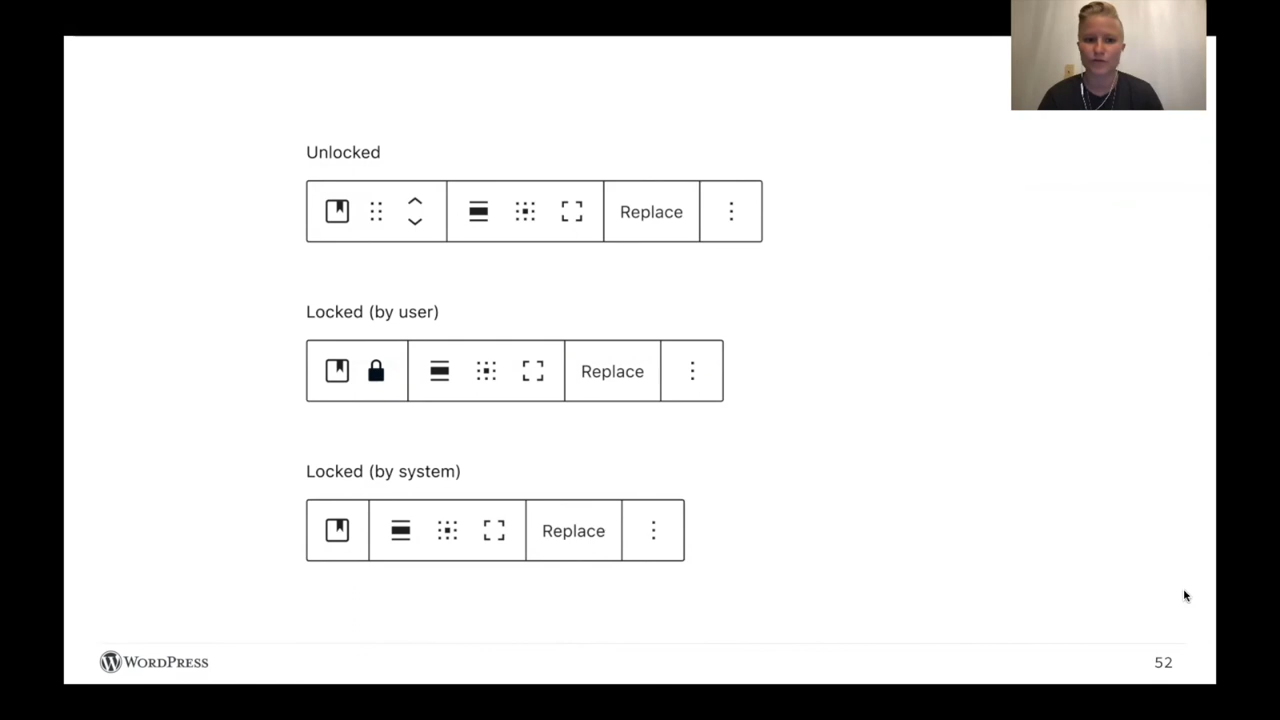 Unlocked
Replace
Locked (by user)
Replace
Locked (by system)
Replace
WORDPRESS
52